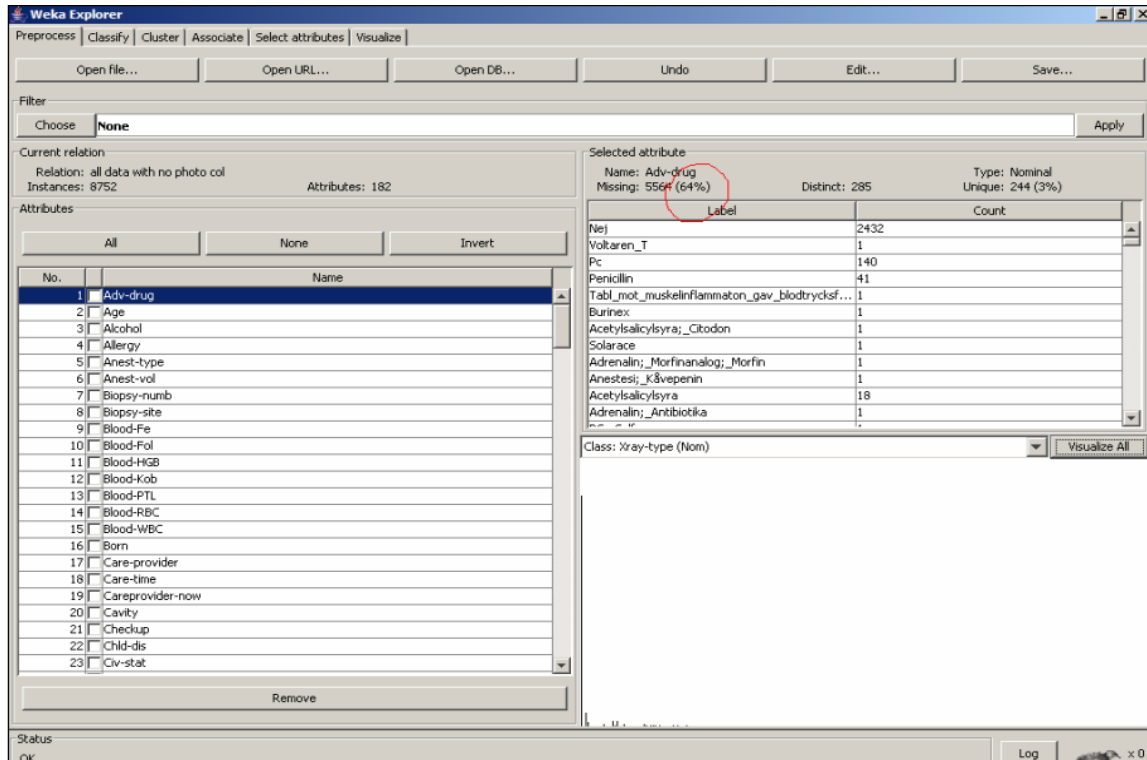 Weka Explorer
Preprocess Classify Cluster Associate Select attributes Visualize
Open file... Open URL... Open DB... Undo Edit... Save...
Filter
Choose None Apply
Current relation
Relation: all data with no photo col
Instances: 8752 Attributes: 182
Attributes
All None Invert
No. Name
1 Adv-drug
2 Age
3 Alcohol
4 Allergy
5 Anest-type
6 Anest-vol
7 Biopsy-numb
8 Biopsy-site
9 Blood-Fe
10 Blood-Fol
11 Blood-HGB
12 Blood-Kob
13 Blood-PTL
14 Blood-RBC
15 Blood-WBC
16 Born
17 Care-provider
18 Care-time
19 Careprovider-now
20 Cavity
21 Checkup
22 Chld-dis
23 Civ-stat
Remove
Selected attribute
Name: Adv-drug Type: Nominal
Missing: 5564 (64%) Distinct: 285 Unique: 244 (3%)
Label Count
Nej 2432
Voltaren_T 1
Pc 140
Penicillin 41
Tabl_mot_muskelinflammaton_gav_blodtrycksf... 1
Burinex 1
Acetylsalicylsyra;_Citodon 1
Solarace 1
Adrenalin;_Morfinanalog;_Morfin 1
Anestesi;_Kåvepenin 1
Acetylsalicylsyra 18
Adrenalin;_Antibiotika 1
Class: Xray-type (Nom) Visualize All
Status
OK Log x 0